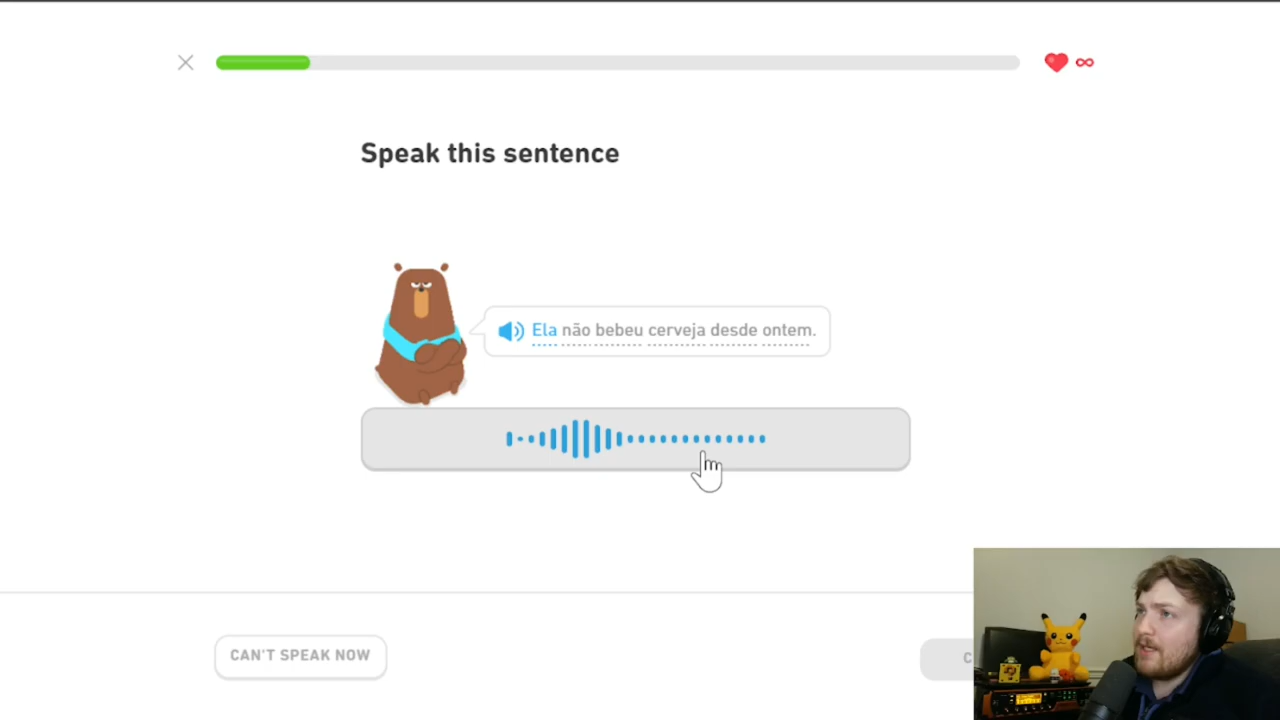 Speak this sentence
Ela não bebeu cerveja desde ontem.
CAN'T SPEAK NOW